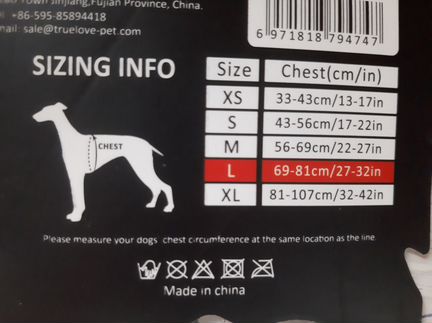 Jinjiang,Fujian Province, China.
+86-595-85894418
mail: sale@truelove-pet.com
6 971818 794747
SIZING INFO
Size Chest(cm/in)
XS 33-43cm/13-17in
S 43-56cm/17-22in
M 56-69cm/22-27in
L 69-81cm/27-32in
XL 81-107cm/32-42in
CHEST
Please measure your dogs chest circumference at the same location as the line.
Made in china